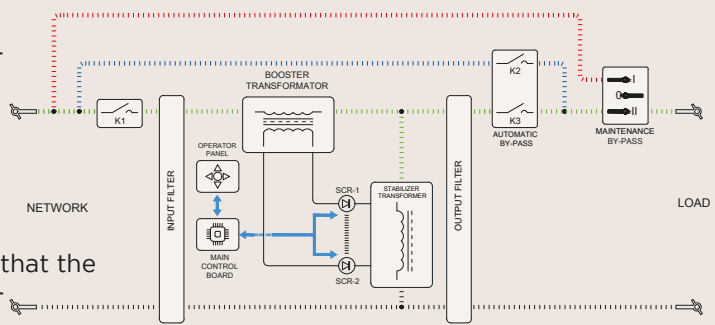 BOOSTER
TRANSFORMATOR
K2
I
0
II
K1
K3
AUTOMATIC
BY-PASS
MAINTENANCE
BY-PASS
OPERATOR
PANEL
INPUT FILTER
SCR-1
STABILIZER
TRANSFORMER
OUTPUT FILTER
NETWORK
LOAD
MAIN
CONTROL
BOARD
SCR-2
that the